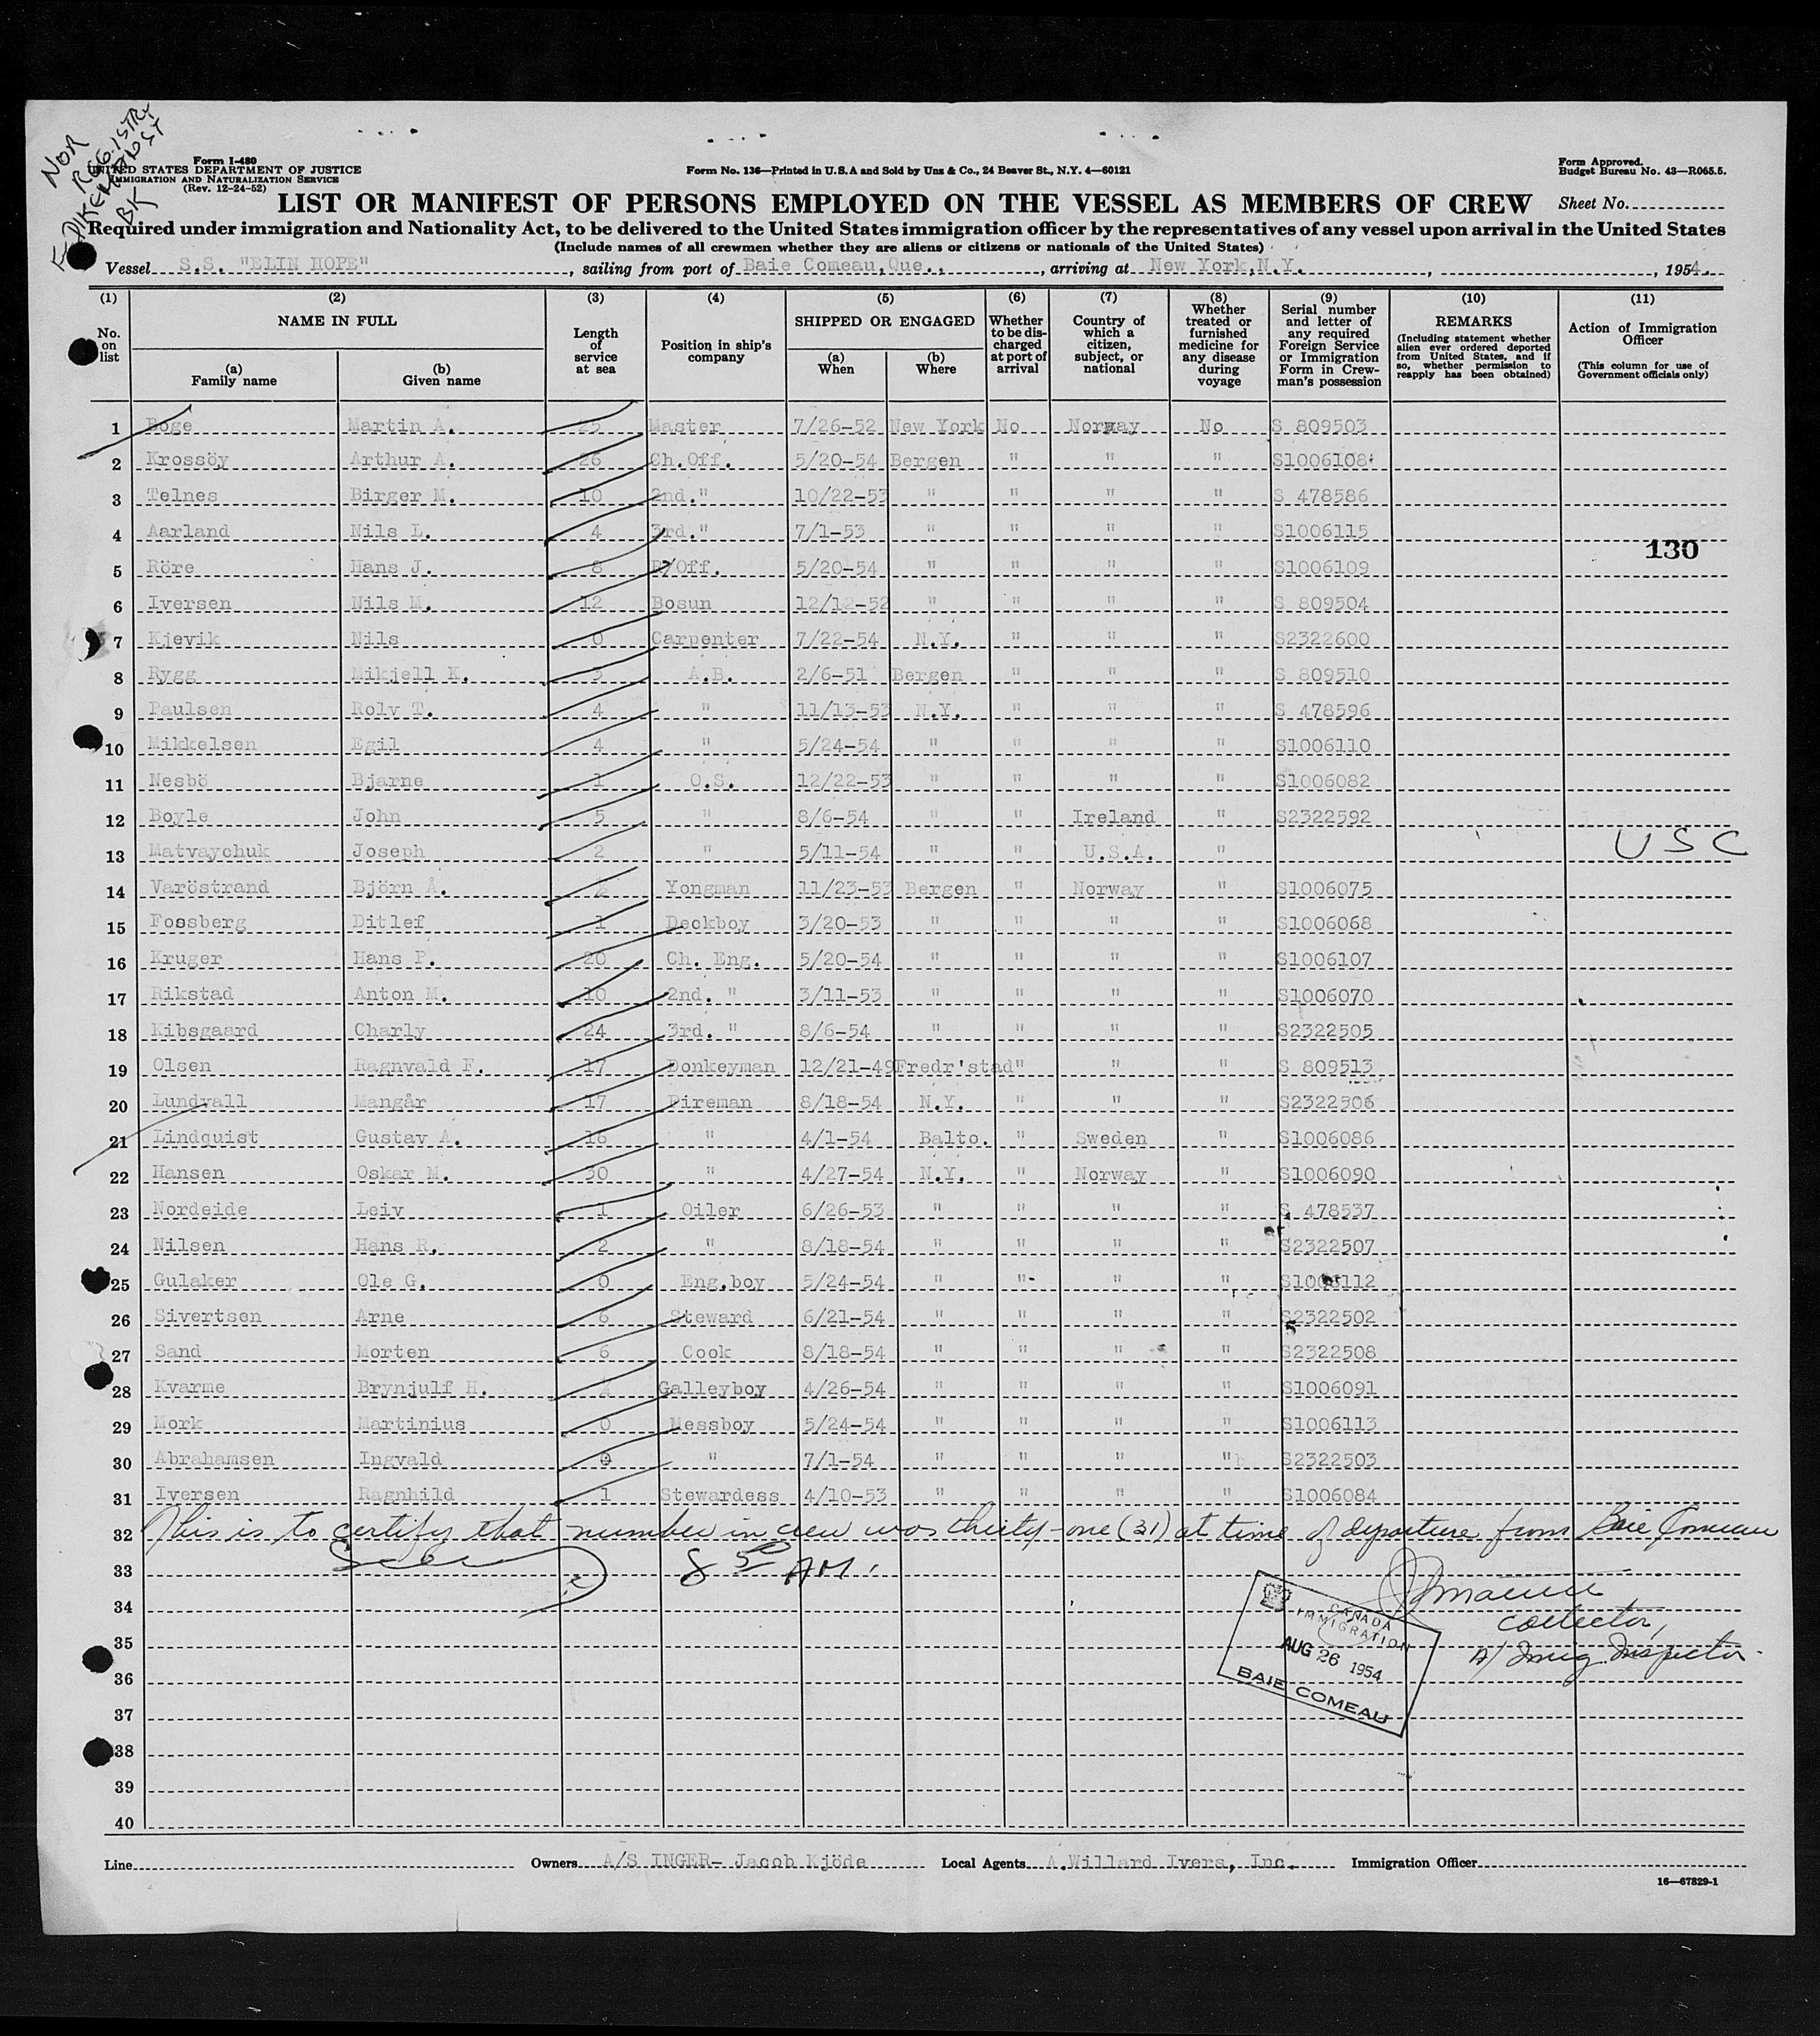 NOR
REGISTRY
Form I-480
UNITED STATES DEPARTMENT OF JUSTICE
IMMIGRATION AND NATURALIZATION SERVICE
(Rev. 12-24-52)
Form No. 136—Printed in U.S.A and Sold by Unz & Co., 24 Beaver St., N.Y. 4—60121
Form Approved.
Budget Bureau No. 43—R065.5.
LIST OR MANIFEST OF PERSONS EMPLOYED ON THE VESSEL AS MEMBERS OF CREW
Sheet No.
Required under immigration and Nationality Act, to be delivered to the United States immigration officer by the representatives of any vessel upon arrival in the United States
(Include names of all crewmen whether they are aliens or citizens or nationals of the United States)
Vessel S.S. "ELIN HOPE", sailing from port of Baie Comeau,Que., , arriving at New York,N.Y. , , 1954.
(1) No. on list
(2) NAME IN FULL (a) Family name (b) Given name
(3) Length of service at sea
(4) Position in ship's company
(5) SHIPPED OR ENGAGED (a) When (b) Where
(6) Whether to be discharged at port of arrival
(7) Country of which a citizen, subject, or national
(8) Whether treated or furnished medicine for any disease during voyage
(9) Serial number and letter of any required Foreign Service or Immigration Form in Crewman's possession
(10) REMARKS (Including statement whether alien ever ordered deported from United States, and if so, whether permission to reapply has been obtained)
(11) Action of Immigration Officer (This column for use of Government officials only)
1 Böge Martin A. 25 Master 7/26-52 New York No Norway No S 809503
2 Krossöy Arthur A. 26 Ch.Off. 5/20-54 Bergen " " " S1006108
3 Telnes Birger M. 10 2nd." 10/22-53 " " " " S 478586
4 Aarland Nils L. 4 3rd." 7/1-53 " " " " S1006115
130
5 Röre Hans J. 8 R/Off. 5/20-54 " " " " S1006109
6 Iversen Nils M. 12 Bosun 12/12-52 " " " " S 809504
7 Kjevik Nils 0 Carpenter 7/22-54 N.Y. " " " S2322600
8 Rygg Mikjell K. 3 A.B. 2/6-51 Bergen " " " S 809510
9 Paulsen Rolv T. 4 " 11/13-53 N.Y. " " " S 478596
10 Mikkelsen Egil 4 " 5/24-54 " " " " S1006110
11 Nesbö Bjarne 1 O.S. 12/22-53 " " " " S1006082
12 Boyle John 5 " 8/6-54 " " Ireland " S2322592
13 Matvaychuk Joseph 2 " 5/11-54 " " U.S.A. " USC
14 Varöstrand Björn Å. Yongman 11/23-53 Bergen " Norway " S1006075
15 Fossberg Ditlef 1 Deckboy 3/20-53 " " " " S1006068
16 Kruger Hans P. 20 Ch. Eng. 5/20-54 " " " " S1006107
17 Rikstad Anton M. 10 2nd. " 3/11-53 " " " " S1006070
18 Kibsgaard Charly 24 3rd. " 8/6-54 " " " " S2322505
19 Olsen Ragnvald F. 17 Donkeyman 12/21-49 Fredr'stad " " " S 809513
20 Lundvall Mangår 17 Fireman 8/18-54 N.Y. " " " S2322506
21 Lindquist Gustav A. 16 " 4/1-54 Balto. " Sweden " S1006086
22 Hansen Oskar M. 30 " 4/27-54 N.Y. " Norway " S1006090
23 Nordeide Leiv 1 Oiler 6/26-53 " " " " S 478537
24 Nilsen Hans R. 2 " 8/18-54 " " " " S2322507
25 Gulaker Ole G. 0 Eng.boy 5/24-54 " " " " S1006112
26 Sivertsen Arne 6 Steward 6/21-54 " " " " S2322502
27 Sand Morten 6 Cook 8/18-54 " " " " S2322508
28 Kvarme Brynjulf H. Galleyboy 4/26-54 " " " " S1006091
29 Mork Martinius 0 Messboy 5/24-54 " " " " S1006113
30 Abrahamsen Ingvald 0 " 7/1-54 " " " " S2322503
31 Iversen Ragnhild 1 Stewardess 4/10-53 " " " " S1006084
32 This is to certify that number in crew was thirty-one (31) at time of departure from Baie Comeau
33 8 50 AM.
34 collector,
35 A/ Immig. Inspector
CANADA
IMMIGRATION
AUG 26 1954
BAIE COMEAU
36
37
38
39
40
Line Owners A/S INGER- Jacob Kjöde Local Agents A.Willard Ivers, Inc. Immigration Officer
16—67829-1